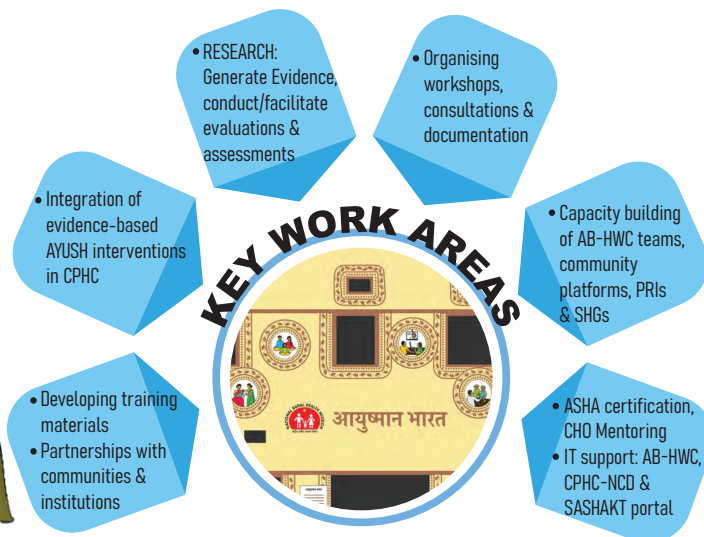 • RESEARCH:
Generate Evidence,
conduct/facilitate
evaluations &
assessments
• Organising
workshops,
consultations &
documentation
• Integration of
evidence-based
AYUSH interventions
in CPHC
• Capacity building
of AB-HWC teams,
community
platforms, PRIs
& SHGs
KEY WORK AREAS
• Developing training
materials
• Partnerships with
communities &
institutions
• ASHA certification,
CHO Mentoring
• IT support: AB-HWC,
CPHC-NCD &
SASHAKT portal
आयुष्मान भारत